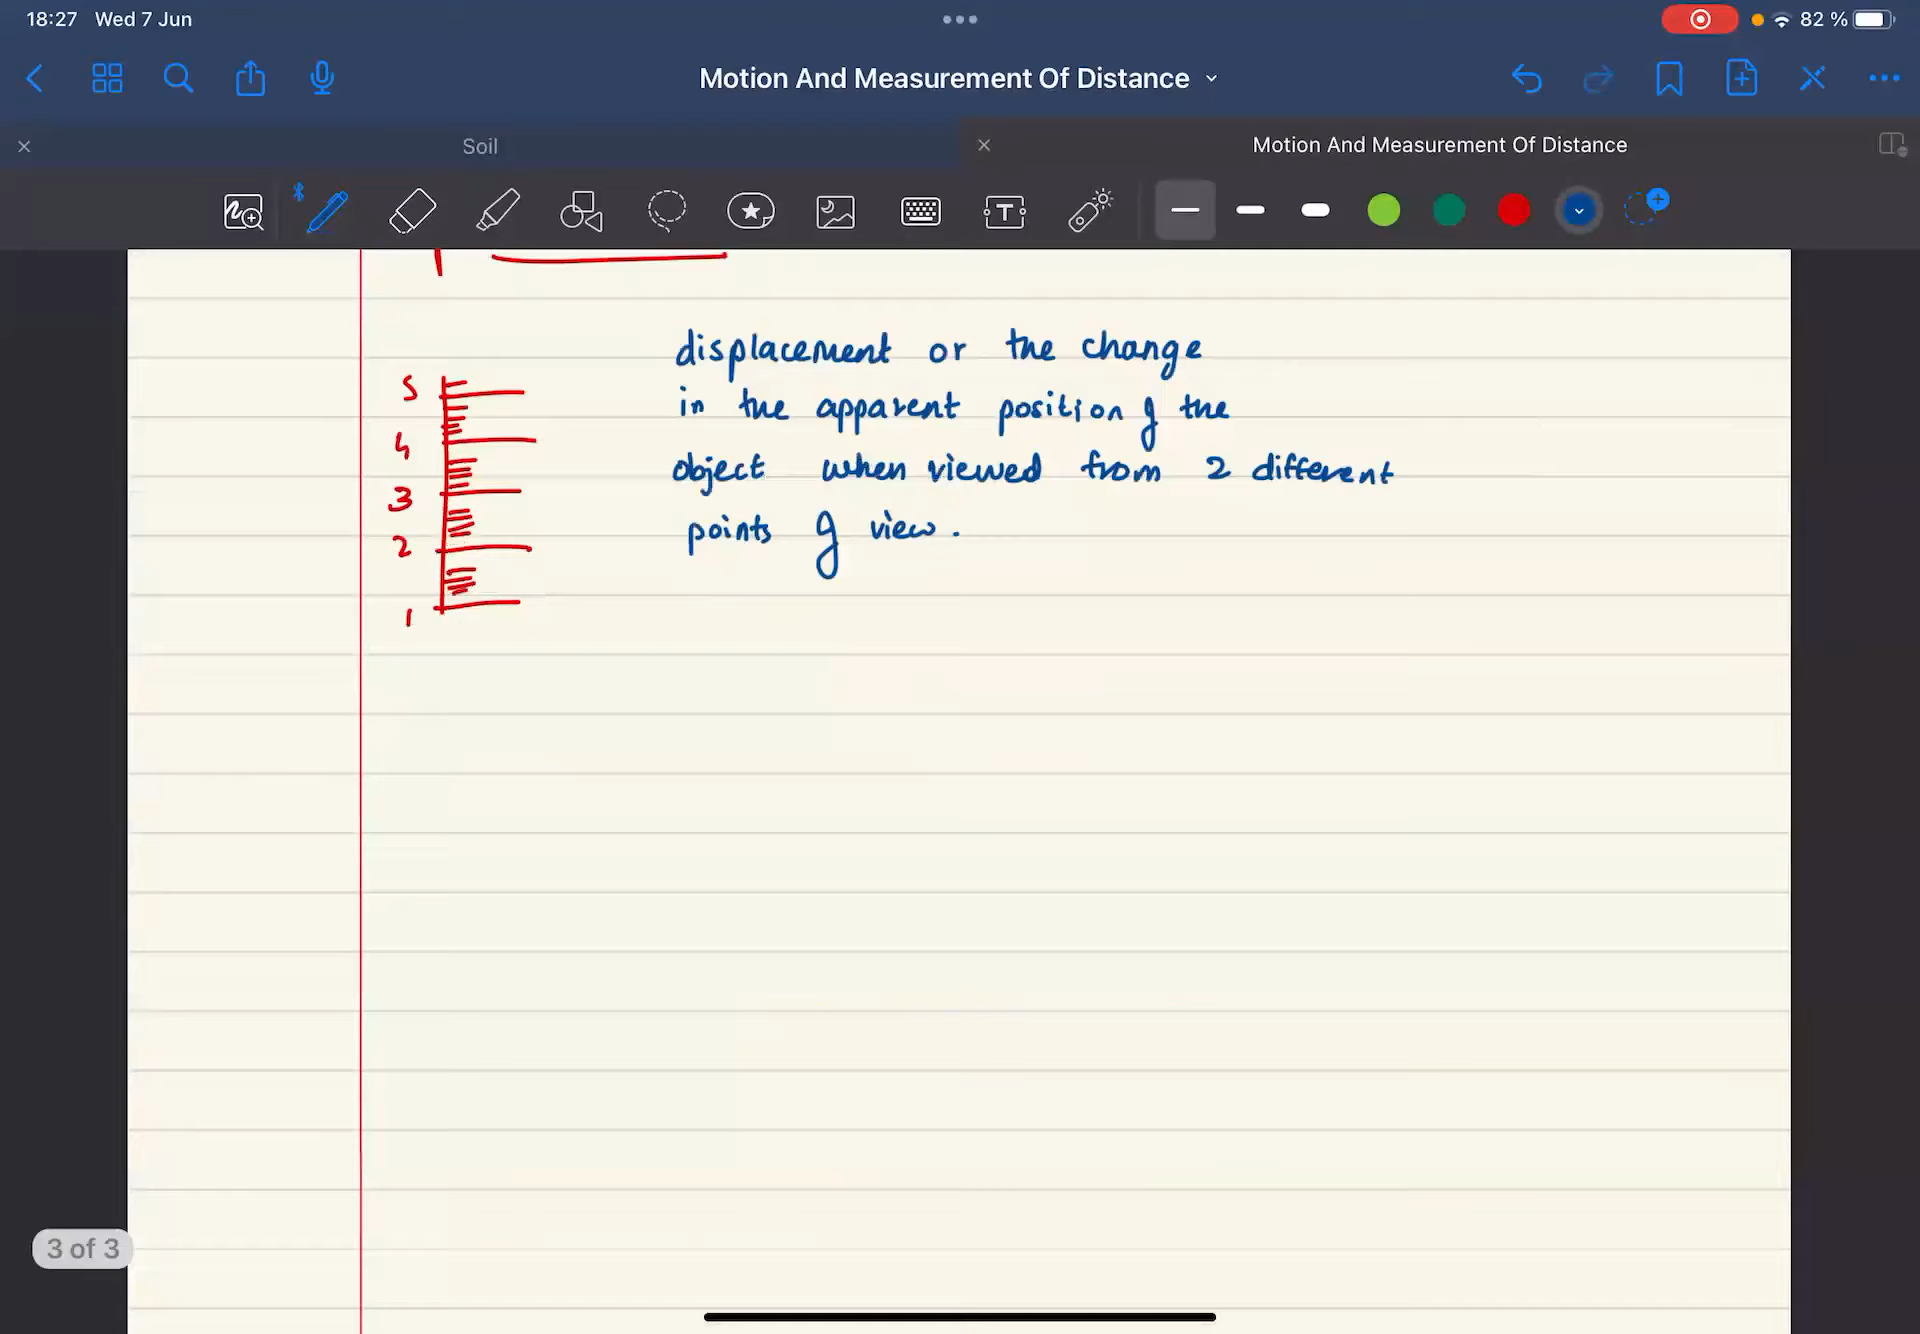 18:27 Wed 7 Jun
82 %
Motion And Measurement Of Distance
Soil
Motion And Measurement Of Distance
displacement or the change
in the apparent position of the
object when viewed from 2 different
points of view.
5
4
3
2
1
3 of 3